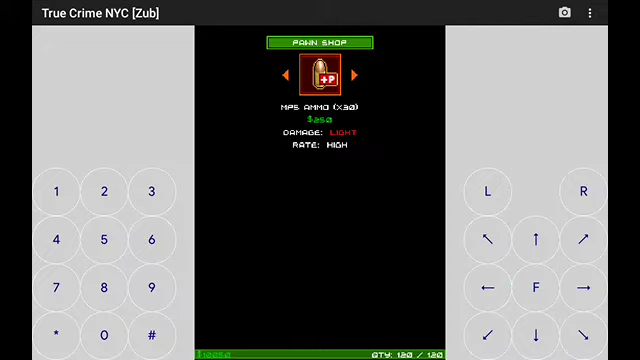 True Crime NYC [Zub]
PAWN SHOP
+P
MP5 AMMO (X30)
$250
DAMAGE: LIGHT
RATE: HIGH
1 2 3
L R
4 5 6
↖ ↑ ↗
7 8 9
← F →
* 0 #
↙ ↓ ↘
$10050
QTY: 120 / 120